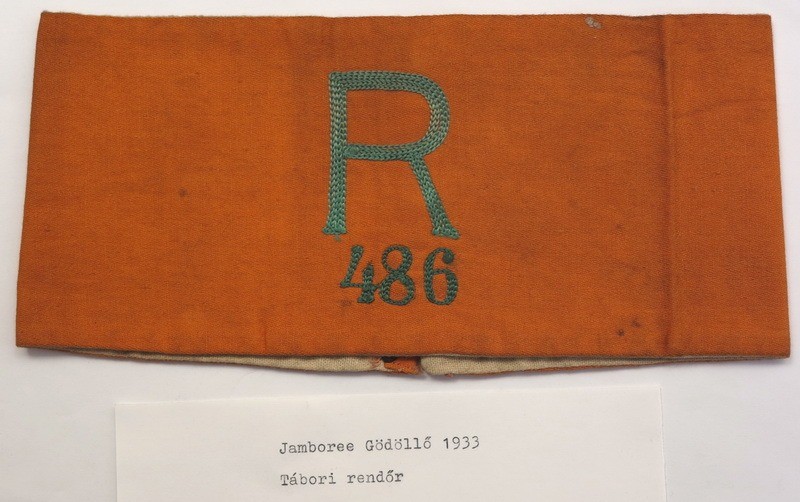 R
486
Jamboree Gödöllő 1933
Tábori rendőr